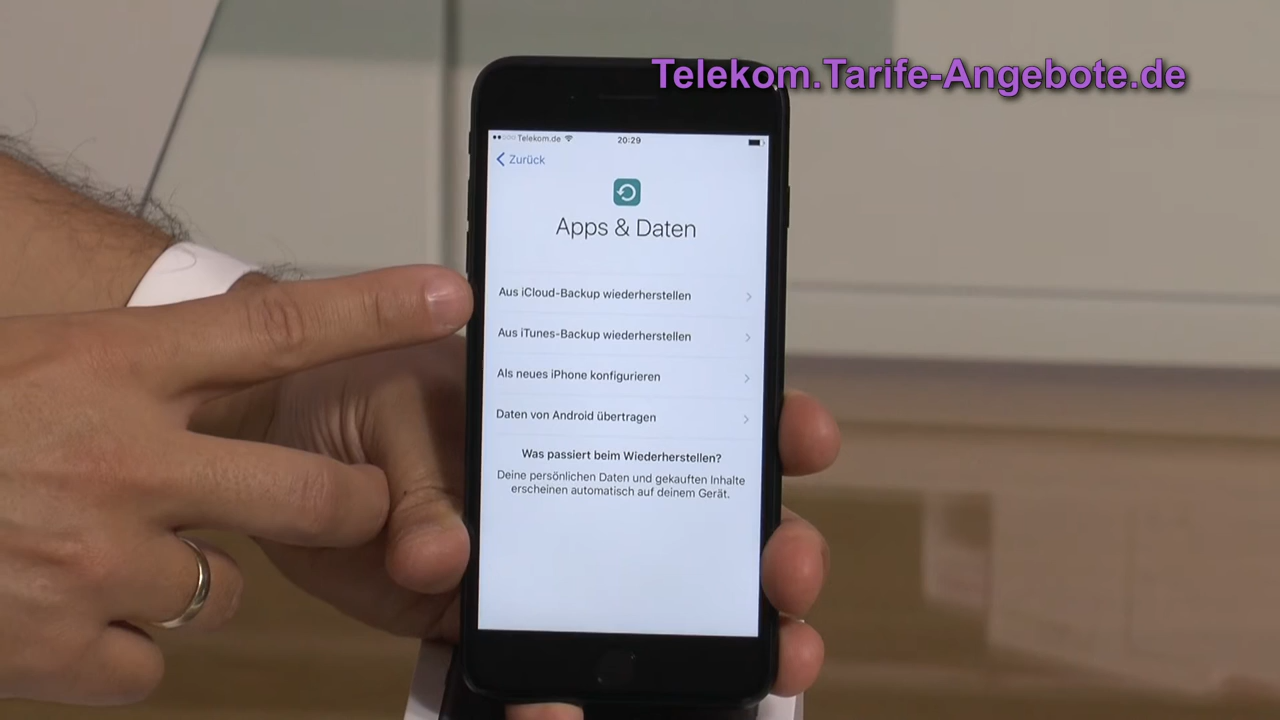 Telekom.Tarife-Angebote.de
Telekom.de 20:29
Zurück
Apps & Daten
Aus iCloud-Backup wiederherstellen
Aus iTunes-Backup wiederherstellen
Als neues iPhone konfigurieren
Daten von Android übertragen
Was passiert beim Wiederherstellen?
Deine persönlichen Daten und gekauften Inhalte
erscheinen automatisch auf deinem Gerät.